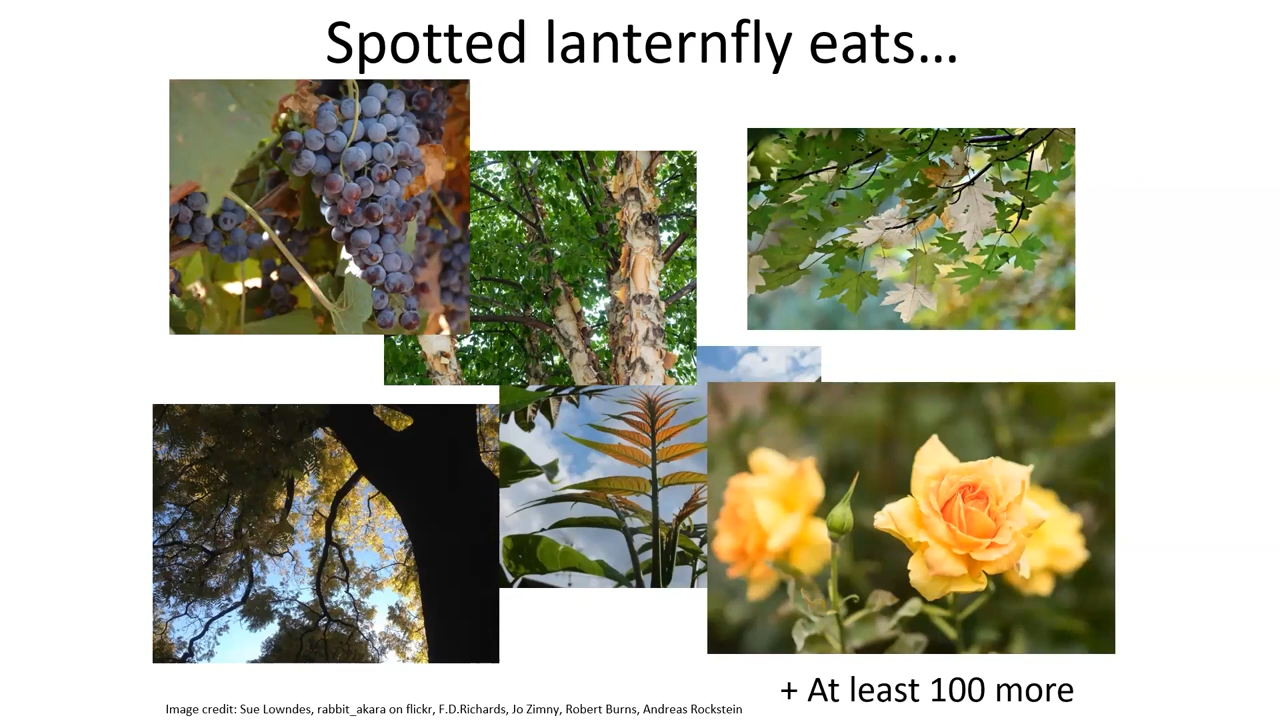 Spotted lanternfly eats...
+ At least 100 more
Image credit: Sue Lowndes, rabbit_akara on flickr, F.D.Richards, Jo Zimny, Robert Burns, Andreas Rockstein